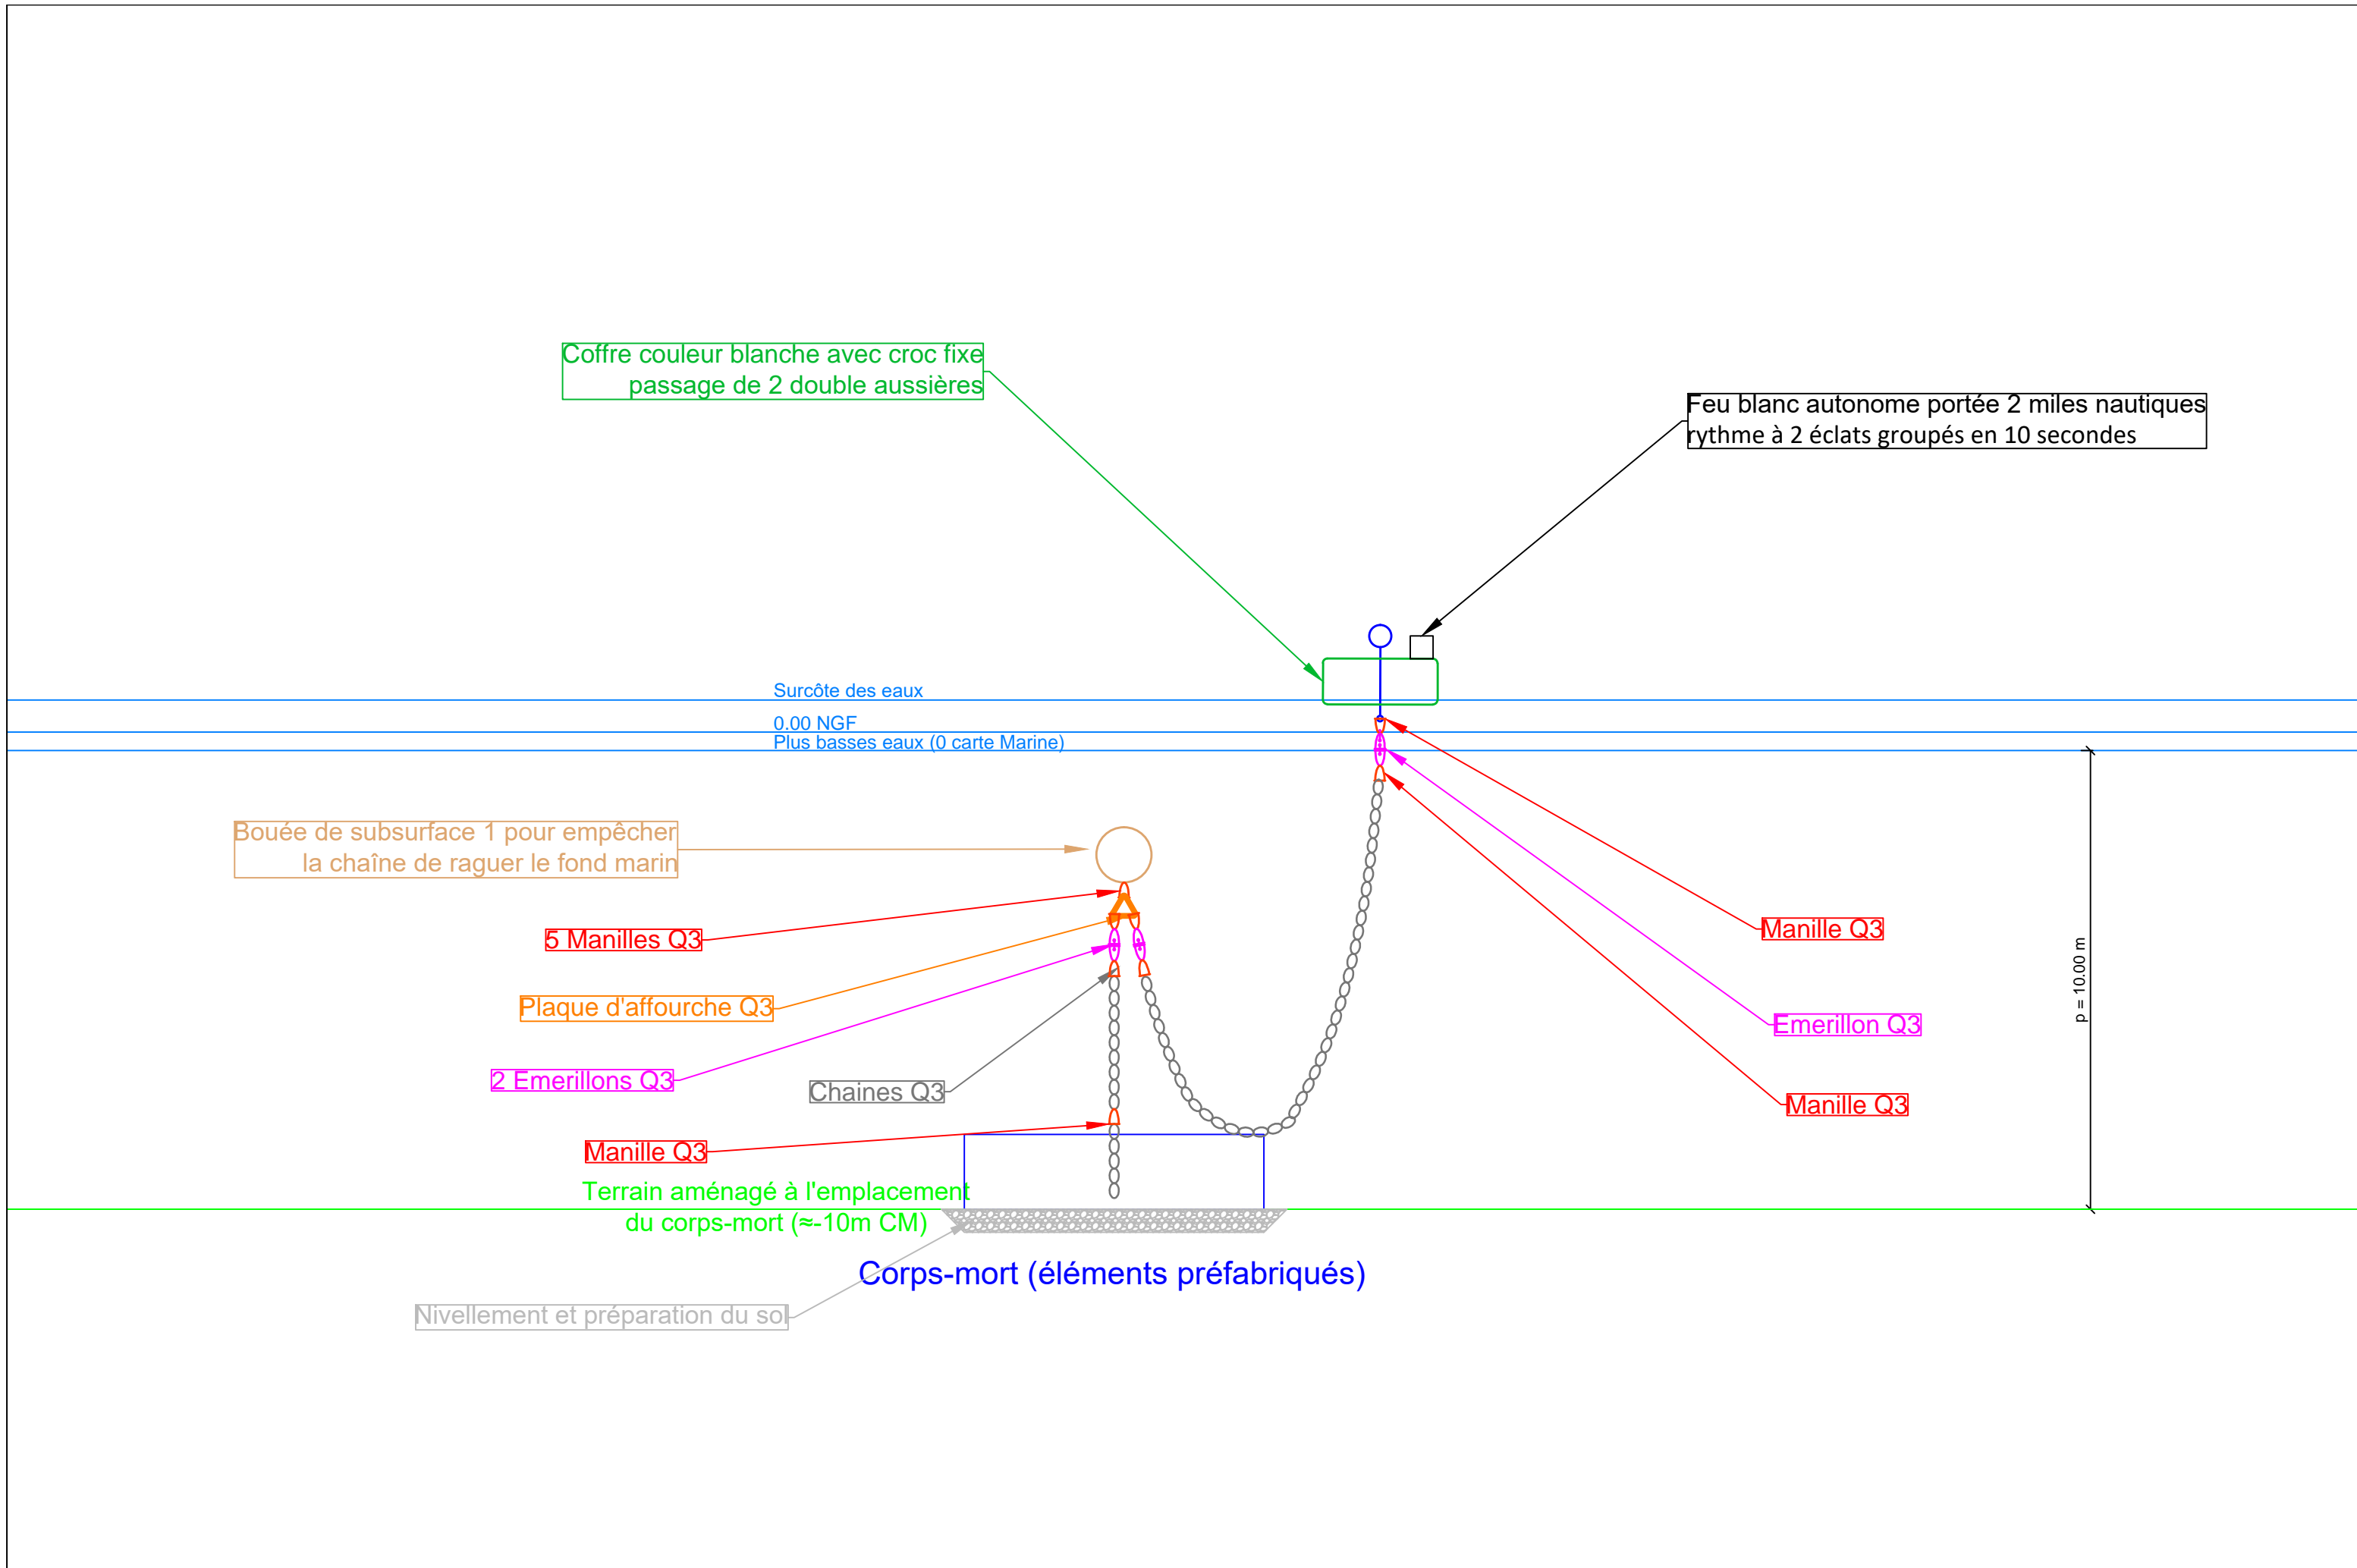 Coffre couleur blanche avec croc fixe
passage de 2 double aussières
Feu blanc autonome portée 2 miles nautiques
rythme à 2 éclats groupés en 10 secondes
Surcôte des eaux
0.00 NGF
Plus basses eaux (0 carte Marine)
Bouée de subsurface 1 pour empêcher
la chaîne de raguer le fond marin
5 Manilles Q3
Manille Q3
p = 10.00 m
Plaque d'affourche Q3
Emerillon Q3
2 Emerillons Q3
Chaines Q3
Manille Q3
Manille Q3
Terrain aménagé à l'emplacement
du corps-mort (≈-10m CM)
Corps-mort (éléments préfabriqués)
Nivellement et préparation du sol